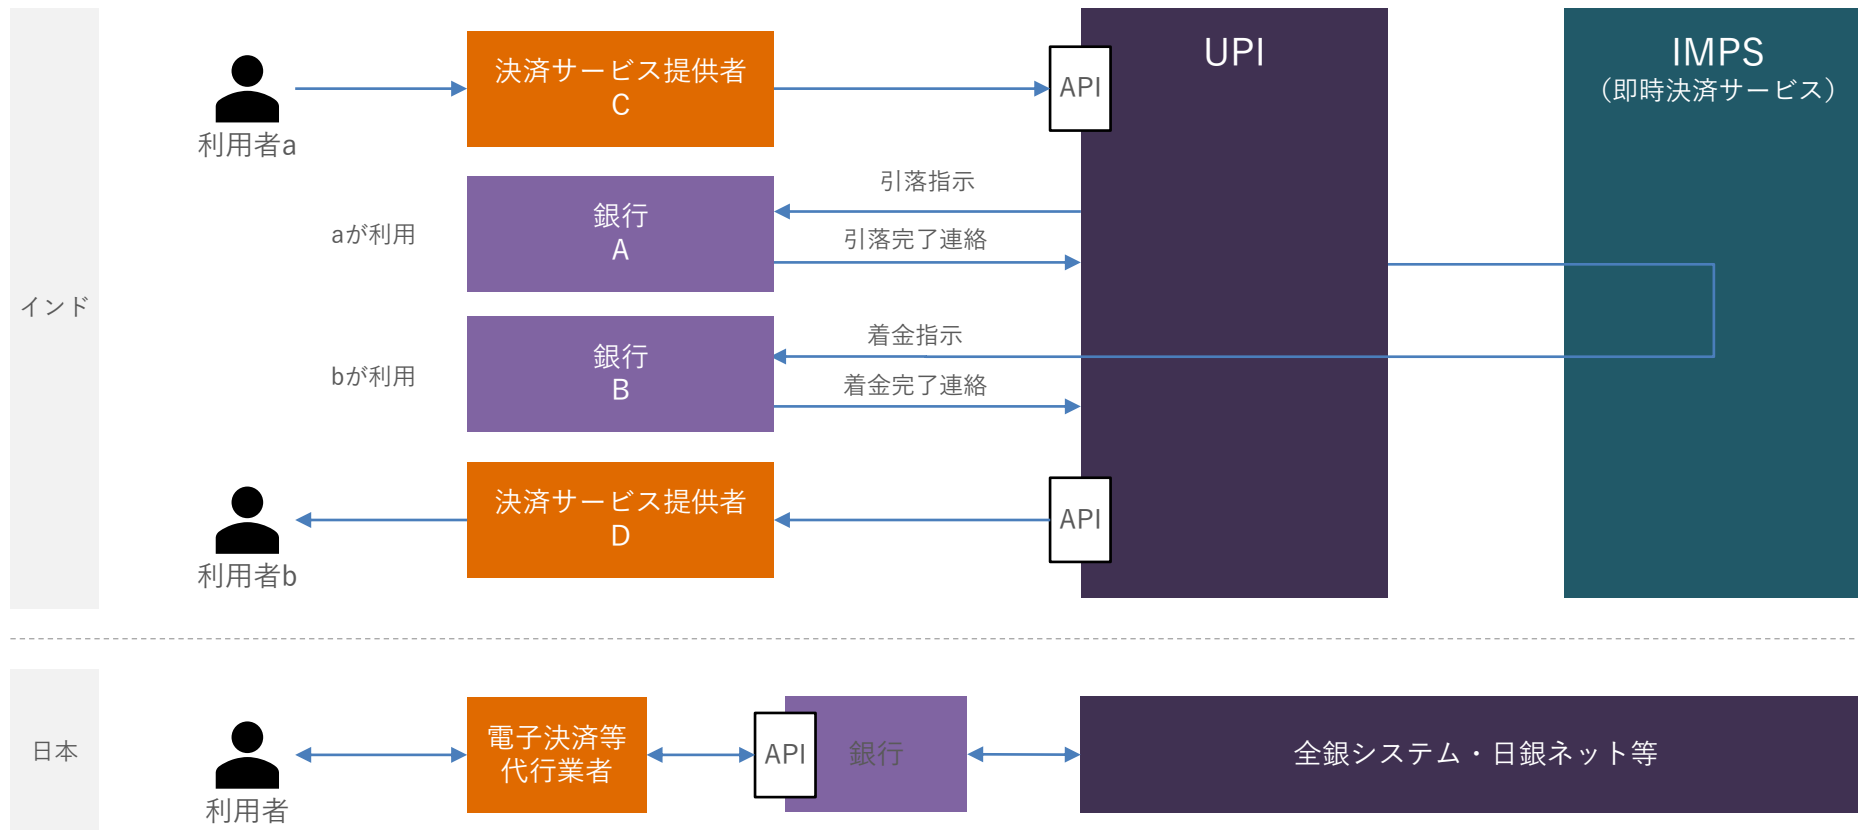 インド
利用者a
決済サービス提供者
C
API
UPI
IMPS
（即時決済サービス）
aが利用
銀行
A
引落指示
引落完了連絡
bが利用
銀行
B
着金指示
着金完了連絡
利用者b
決済サービス提供者
D
API
日本
利用者
電子決済等
代行業者
API
銀行
全銀システム・日銀ネット等